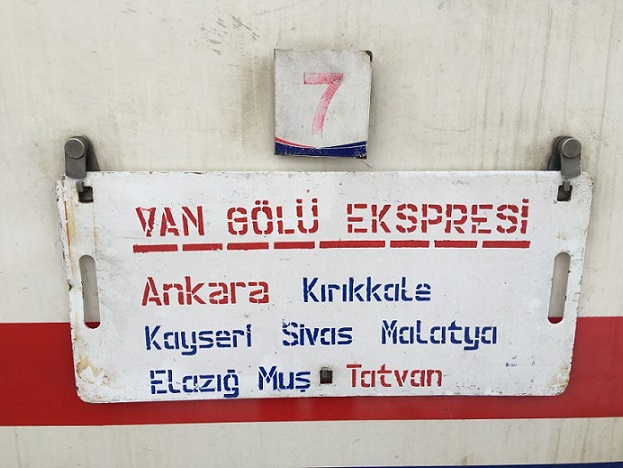 7
VAN GÖLÜ EKSPRESİ
Ankara Kırıkkale
Kayseri Sivas Malatya
Elazığ Muş Tatvan